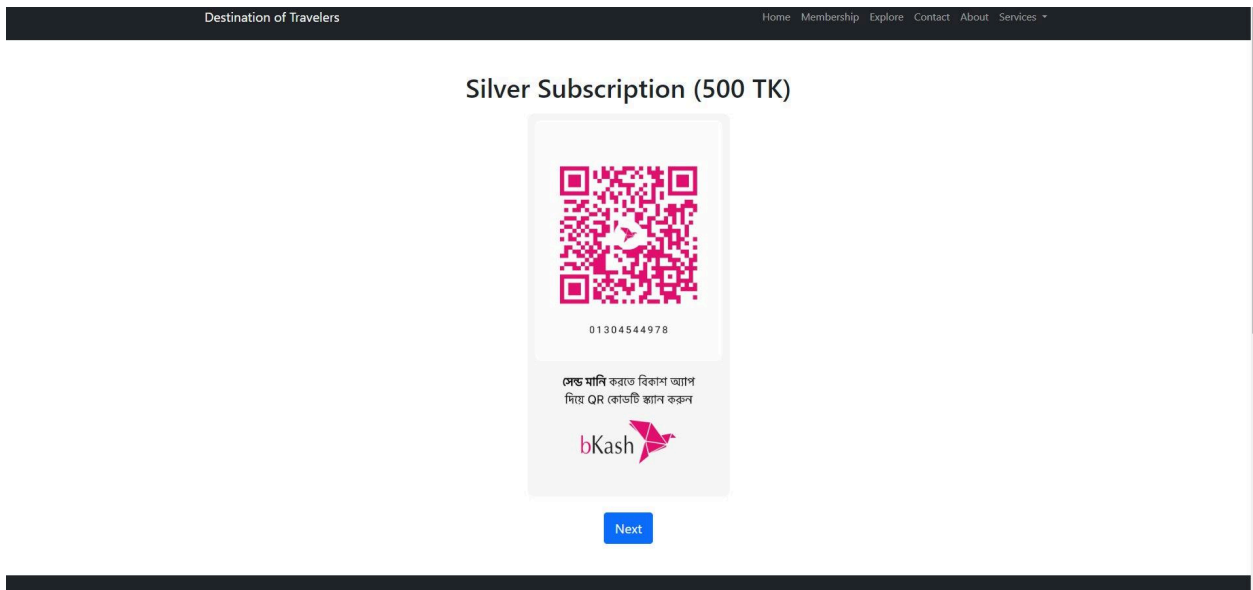 Destination of Travelers
Home Membership Explore Contact About Services
Silver Subscription (500 TK)
01304544978
সেন্ড মানি করতে বিকাশ অ্যাপ
দিয়ে QR কোডটি স্ক্যান করুন
bKash
Next